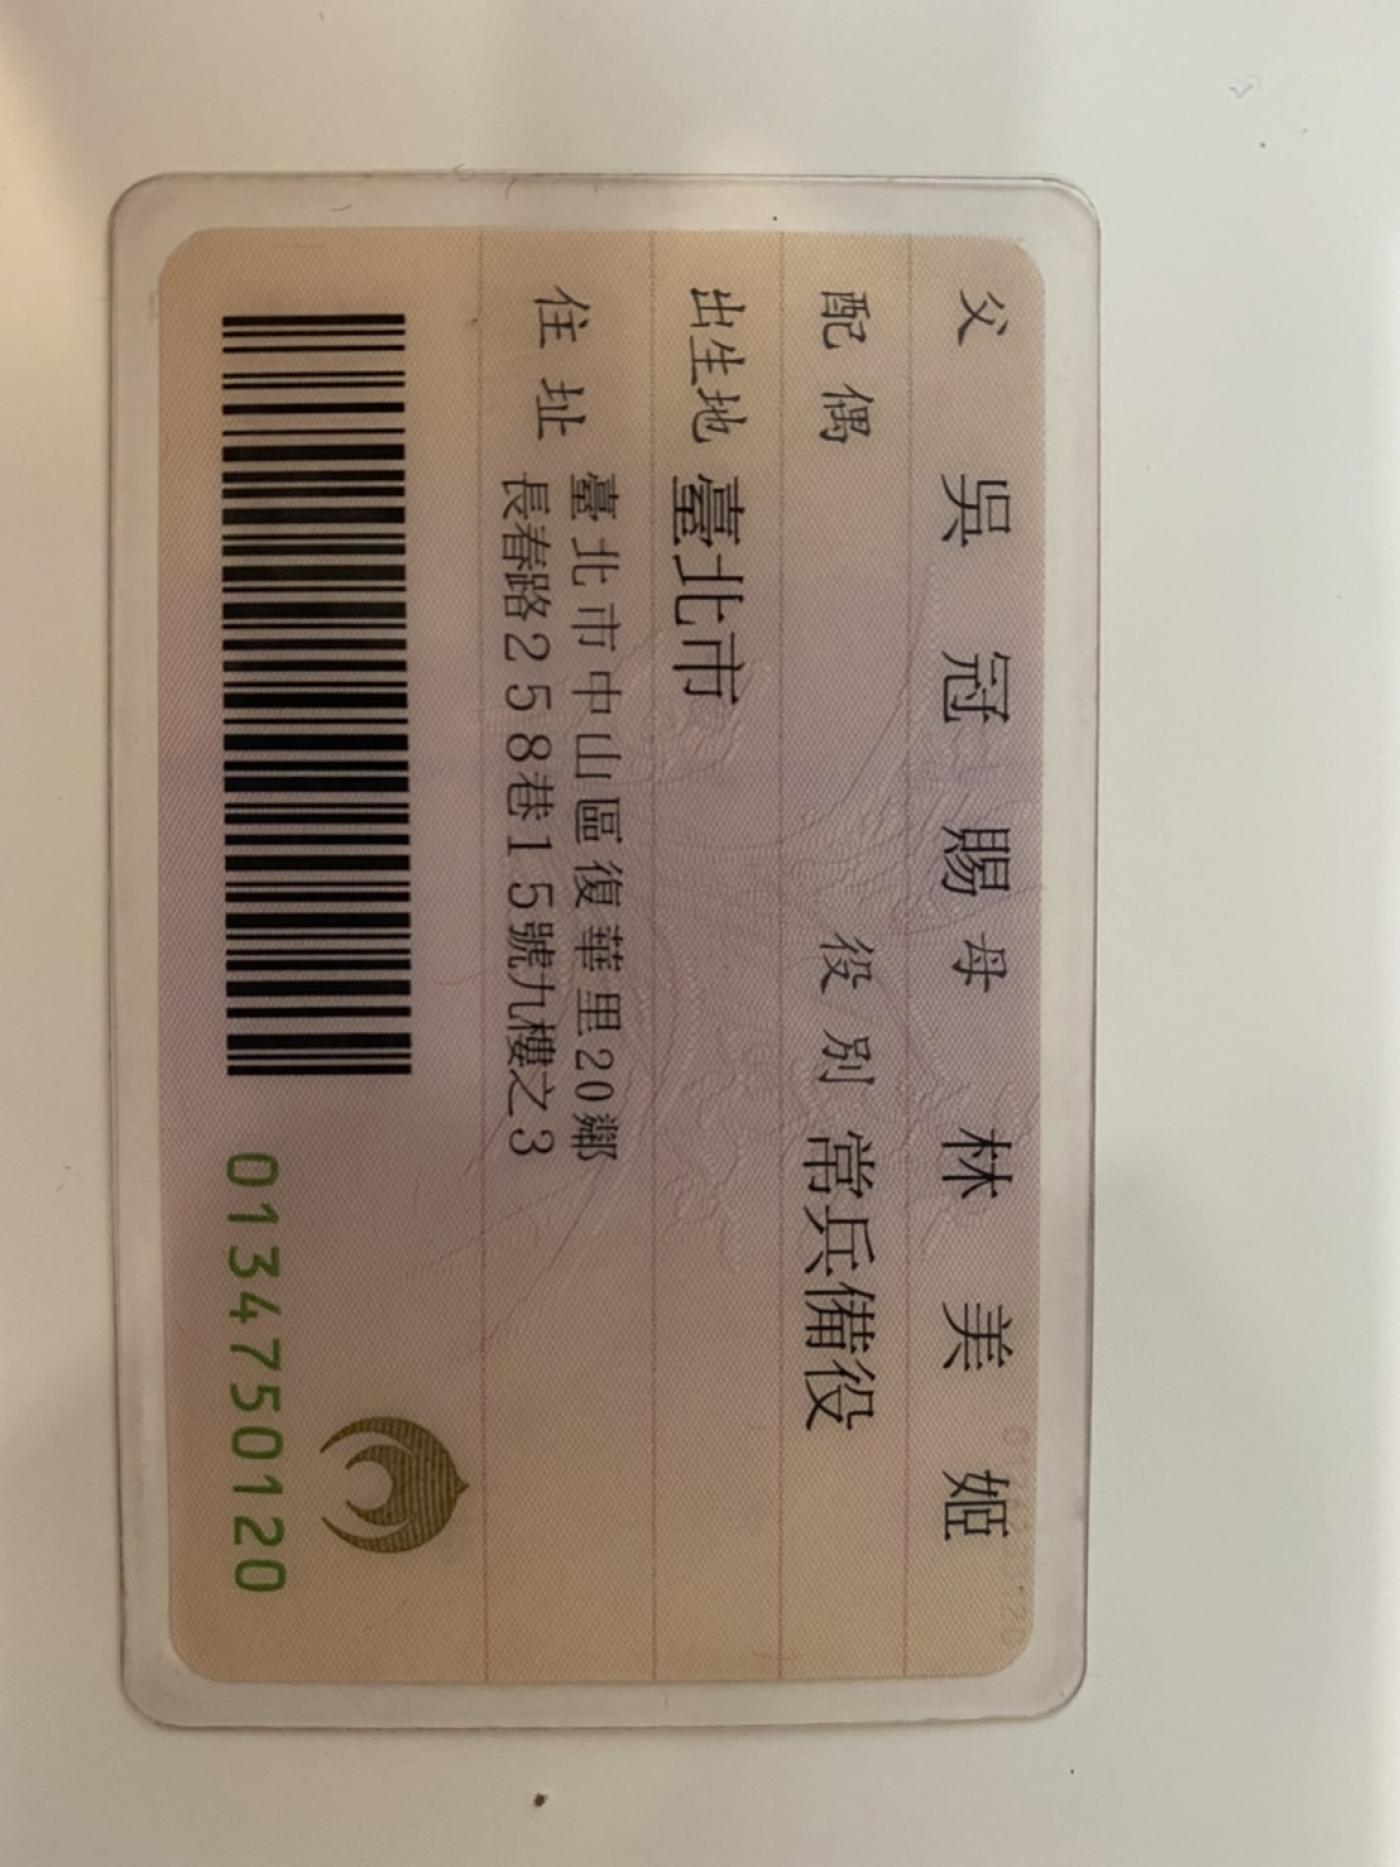 父 吳冠賜 母 林美姬
配偶 役別 常兵備役
出生地 臺北市
住址 臺北市中山區復華里20鄰
長春路258巷15號九樓之3
0134750120